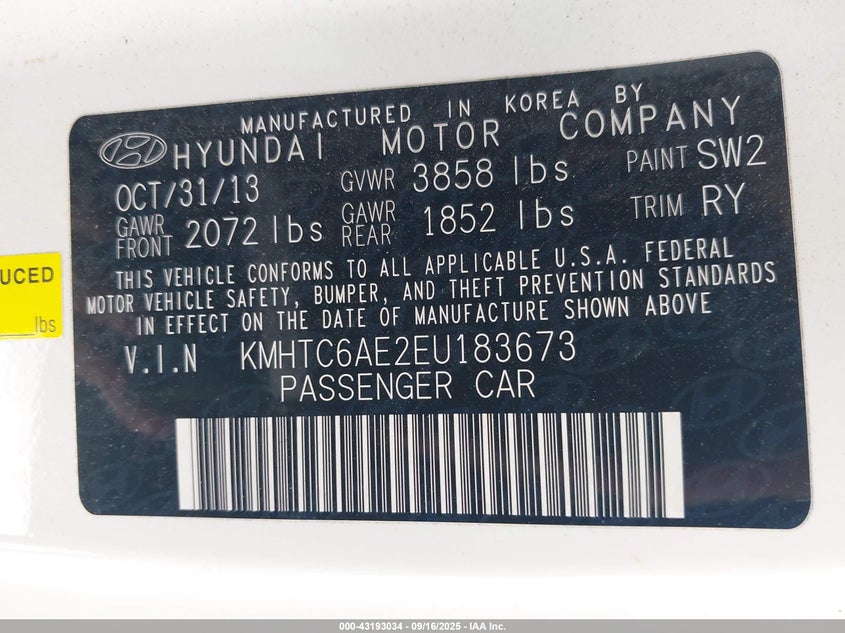 MANUFACTURED IN KOREA BY
HYUNDAI MOTOR COMPANY
OCT/31/13 GVWR 3858 lbs PAINT SW2
GAWR FRONT 2072 lbs GAWR REAR 1852 lbs TRIM RY
THIS VEHICLE CONFORMS TO ALL APPLICABLE U.S.A. FEDERAL
MOTOR VEHICLE SAFETY, BUMPER, AND THEFT PREVENTION STANDARDS
IN EFFECT ON THE DATE OF MANUFACTURE SHOWN ABOVE
V.I.N KMHTC6AE2EU183673
PASSENGER CAR
UCED
lbs
000-43193034 - 09/16/2025 - IAA Inc.